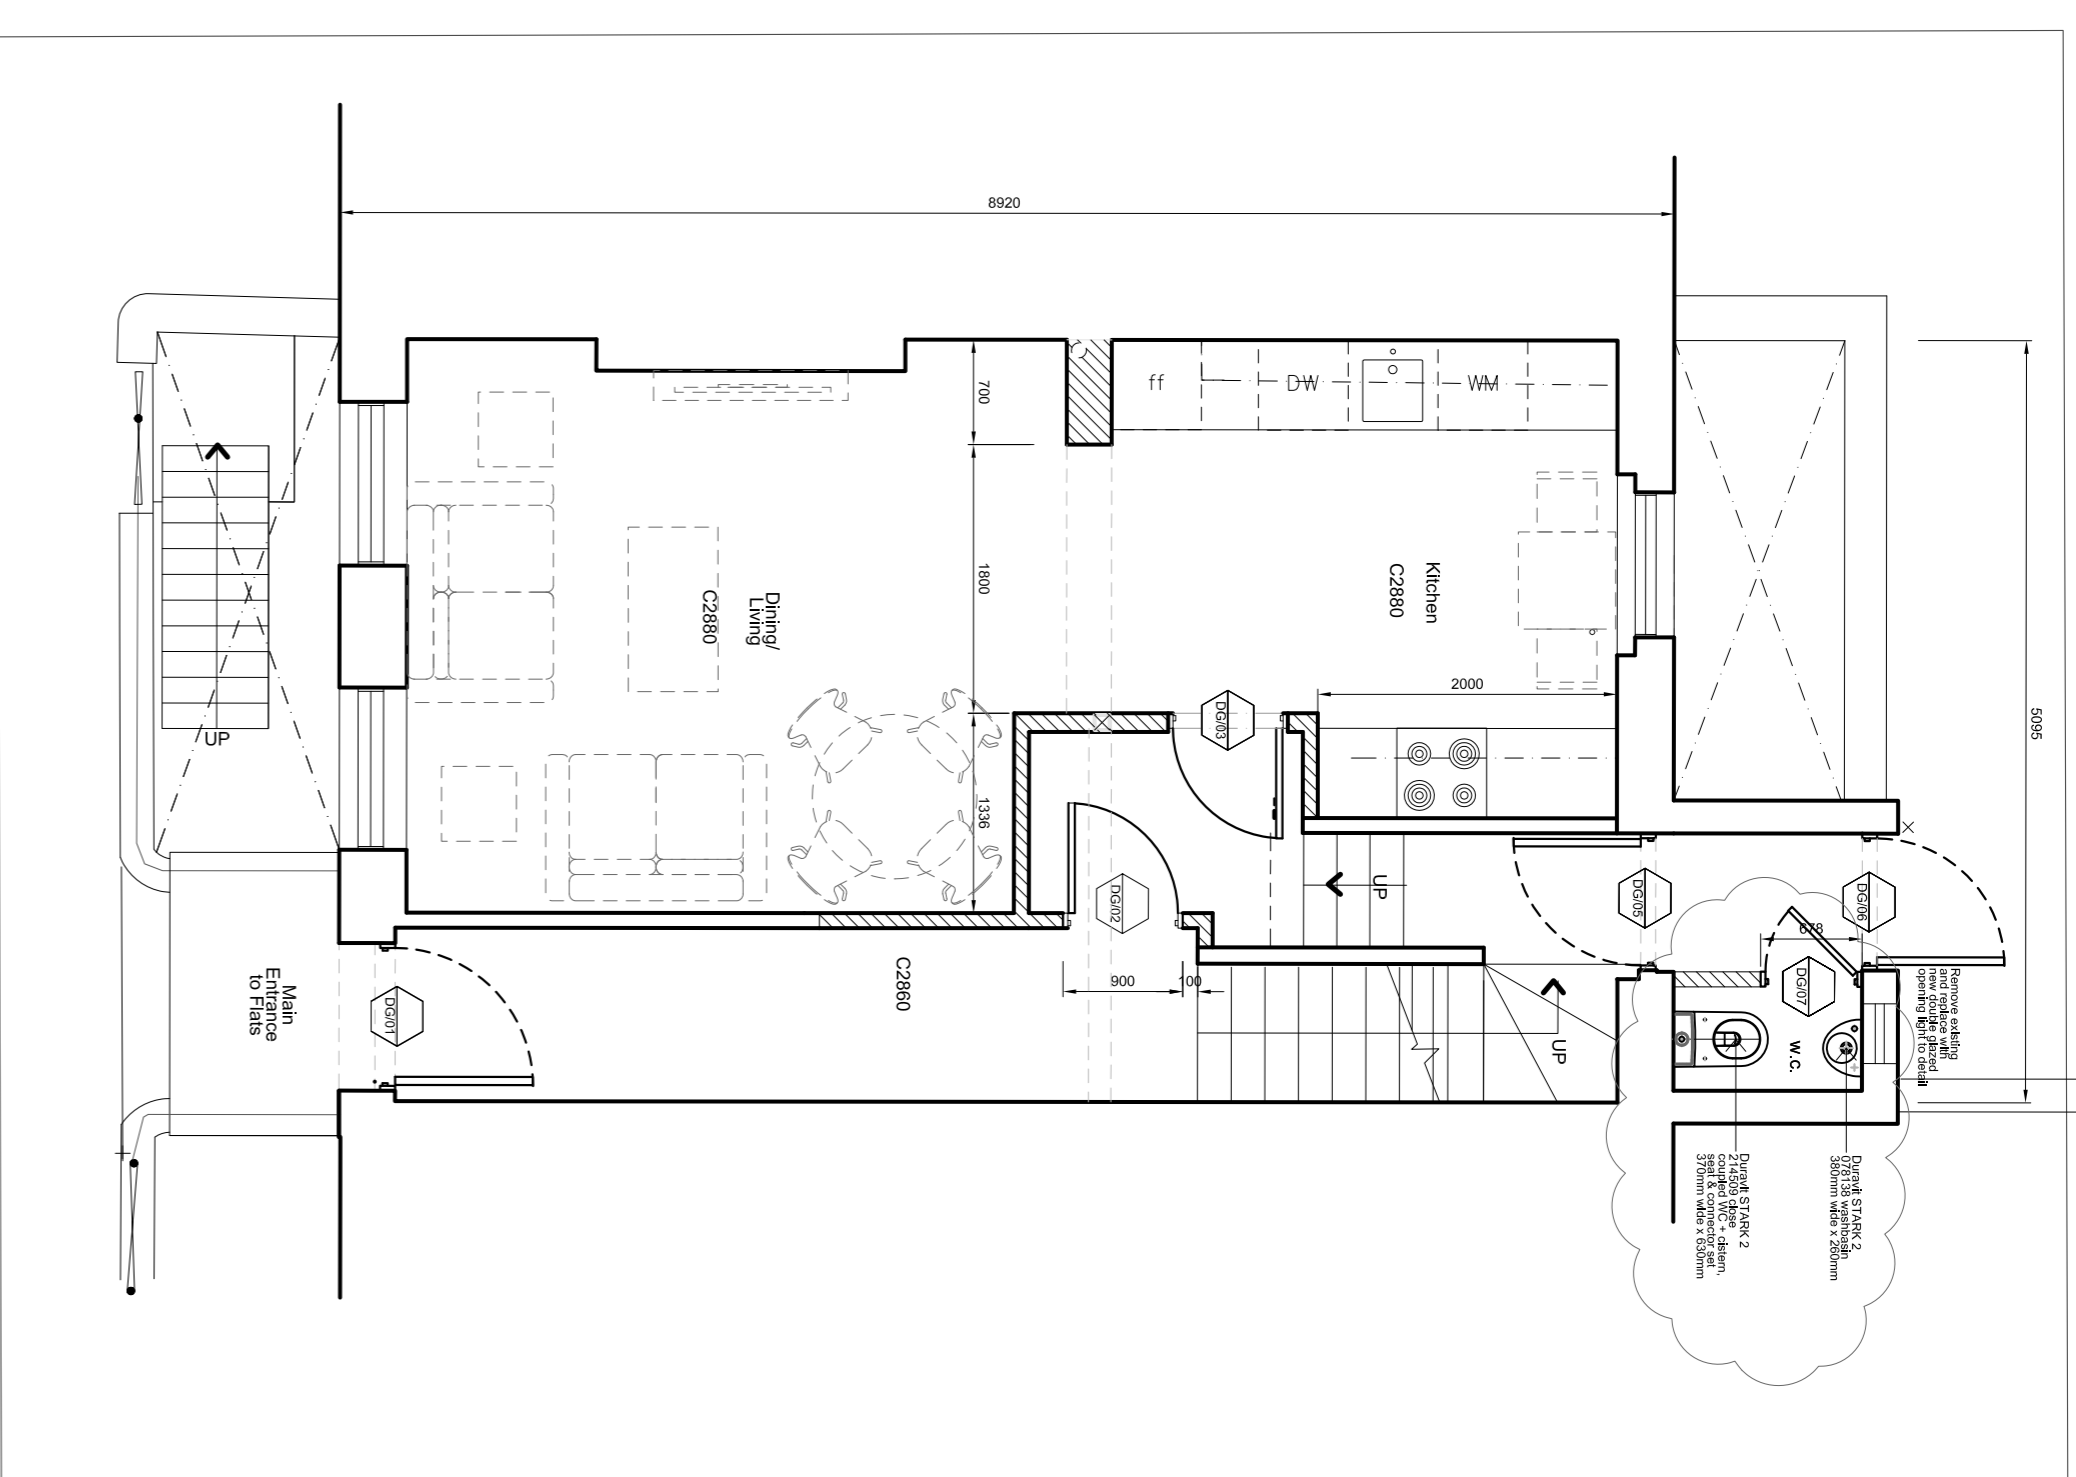 8920
700
ff
DW
WM
1800
Dining/
Living
C2880
Kitchen
C2880
2000
5095
UP
DG/03
1336
UP
DG/02
DG/05
DG/06
678
Main
Entrance
to Flats
DG/01
C2860
900
100
UP
DG/07
w.c.
Remove existing
and replace with
new double glazed
opening light to detail
Duravit STARK 2
214509 close
coupled WC + cistern,
seat & connector set
370mm wide x 630mm
Duravit STARK 2
078138 washbasin
380mm wide x 260mm